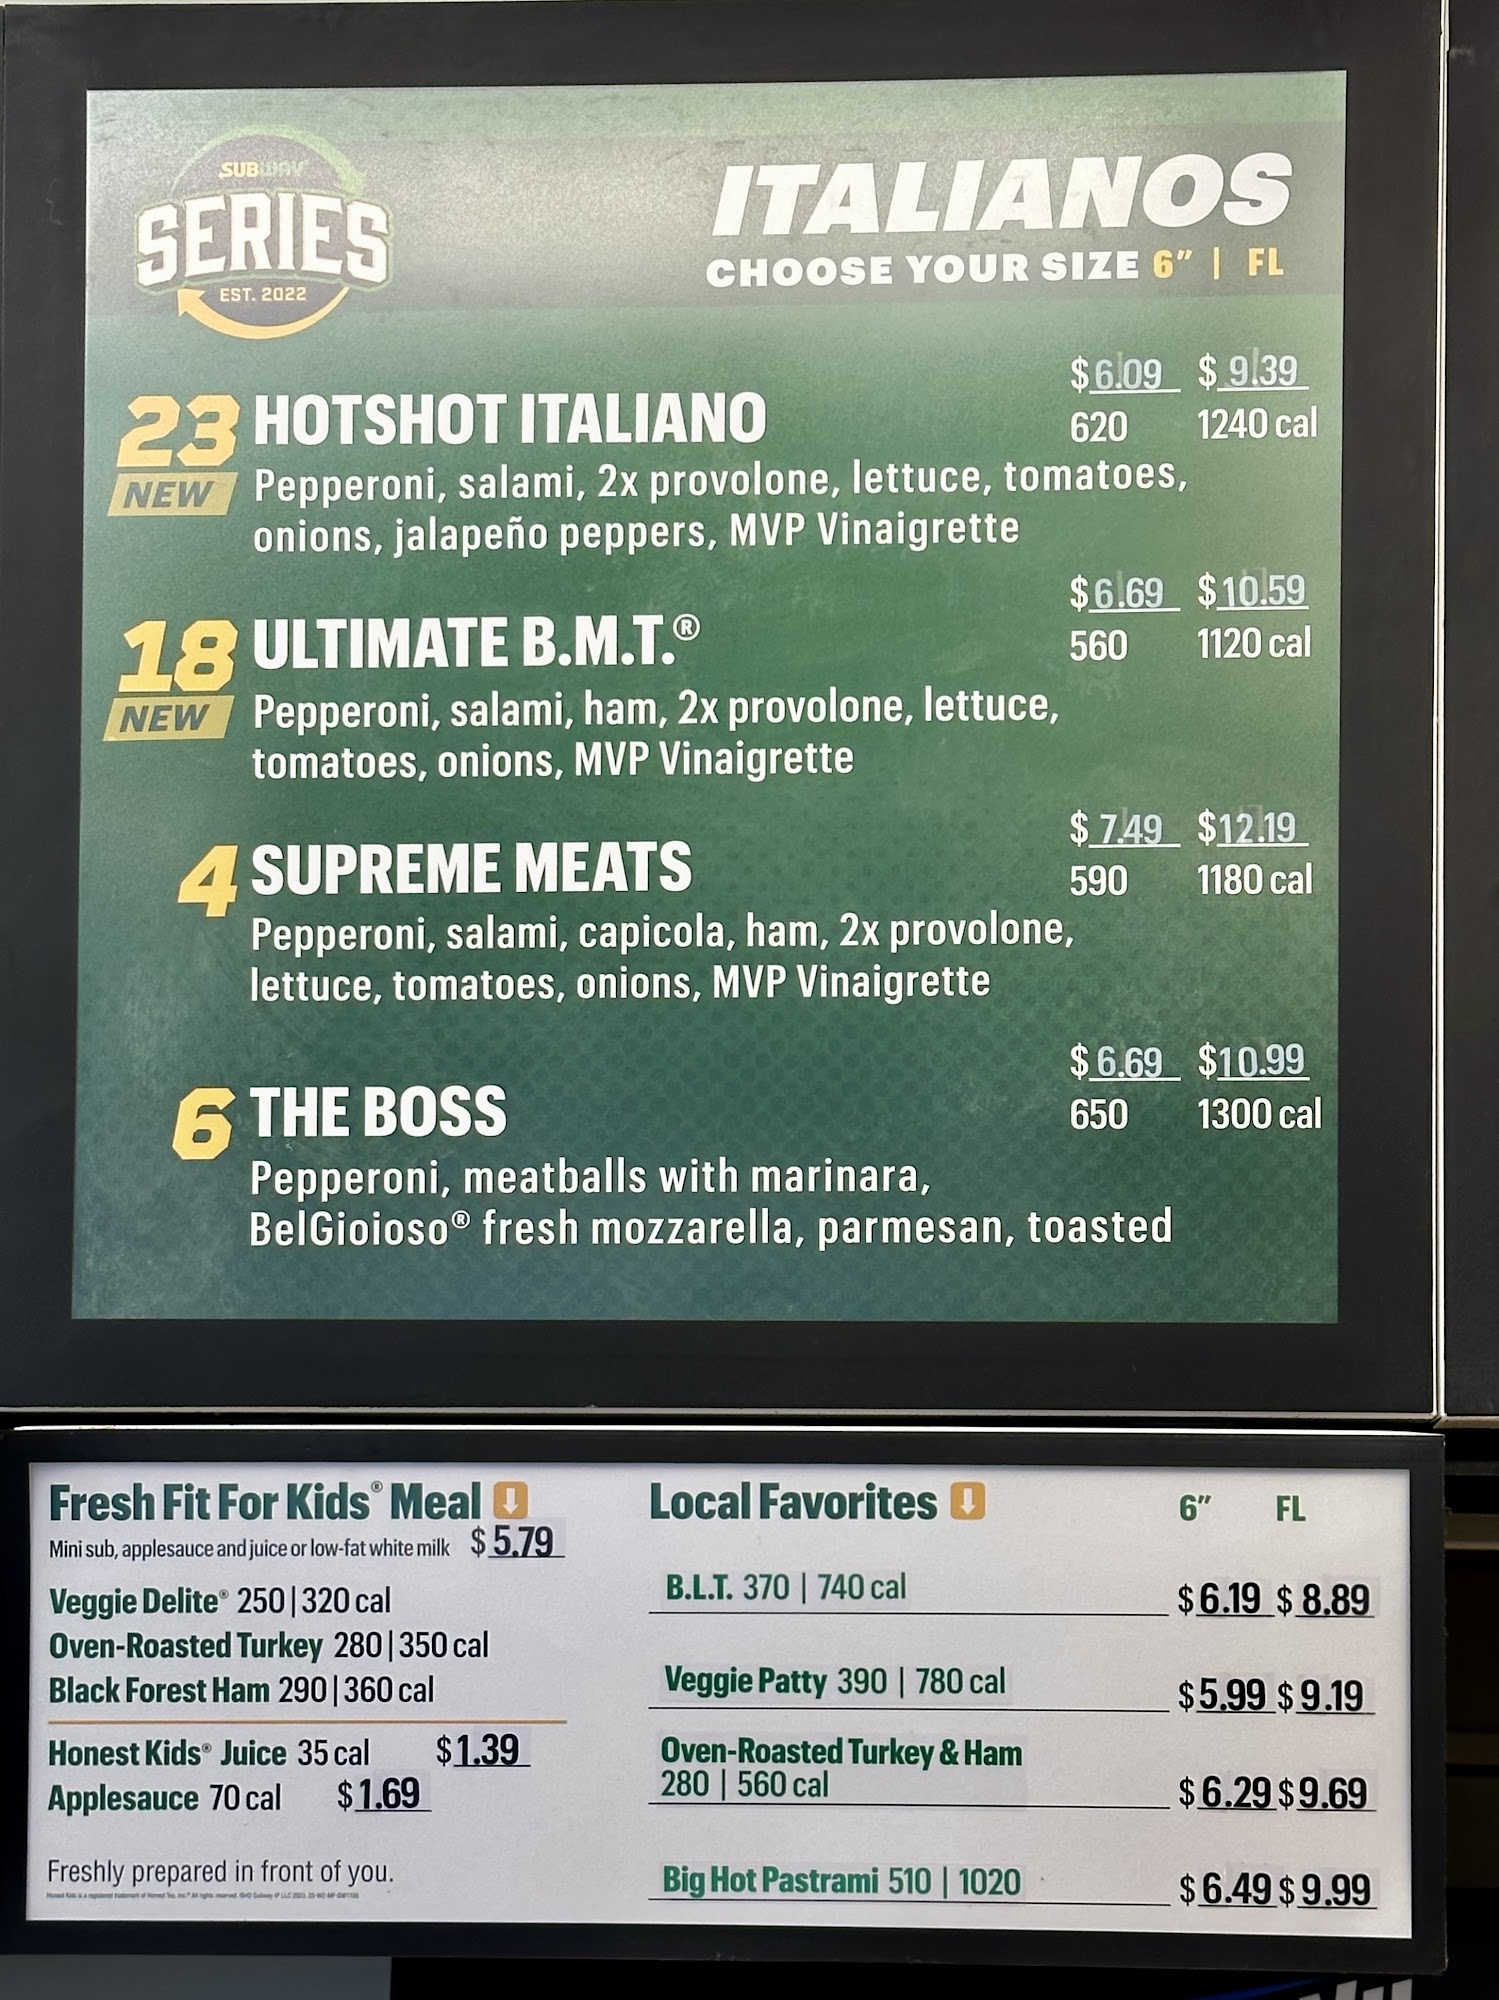 SUBWAY
SERIES
EST. 2022
ITALIANOS
CHOOSE YOUR SIZE 6" | FL
23 HOTSHOT ITALIANO $6.09 $9.39
NEW 620 1240 cal
Pepperoni, salami, 2x provolone, lettuce, tomatoes,
onions, jalapeño peppers, MVP Vinaigrette
18 ULTIMATE B.M.T.® $6.69 $10.59
NEW 560 1120 cal
Pepperoni, salami, ham, 2x provolone, lettuce,
tomatoes, onions, MVP Vinaigrette
4 SUPREME MEATS $7.49 $12.19
590 1180 cal
Pepperoni, salami, capicola, ham, 2x provolone,
lettuce, tomatoes, onions, MVP Vinaigrette
6 THE BOSS $6.69 $10.99
650 1300 cal
Pepperoni, meatballs with marinara,
BelGioioso® fresh mozzarella, parmesan, toasted
Fresh Fit For Kids® Meal
Mini sub, applesauce and juice or low-fat white milk $5.79
Veggie Delite® 250|320 cal
Oven-Roasted Turkey 280|350 cal
Black Forest Ham 290|360 cal
Honest Kids® Juice 35 cal $1.39
Applesauce 70 cal $1.69
Freshly prepared in front of you.
Local Favorites 6" FL
B.L.T. 370 | 740 cal $6.19 $8.89
Veggie Patty 390 | 780 cal $5.99 $9.19
Oven-Roasted Turkey & Ham
280 | 560 cal $6.29 $9.69
Big Hot Pastrami 510 | 1020 $6.49 $9.99